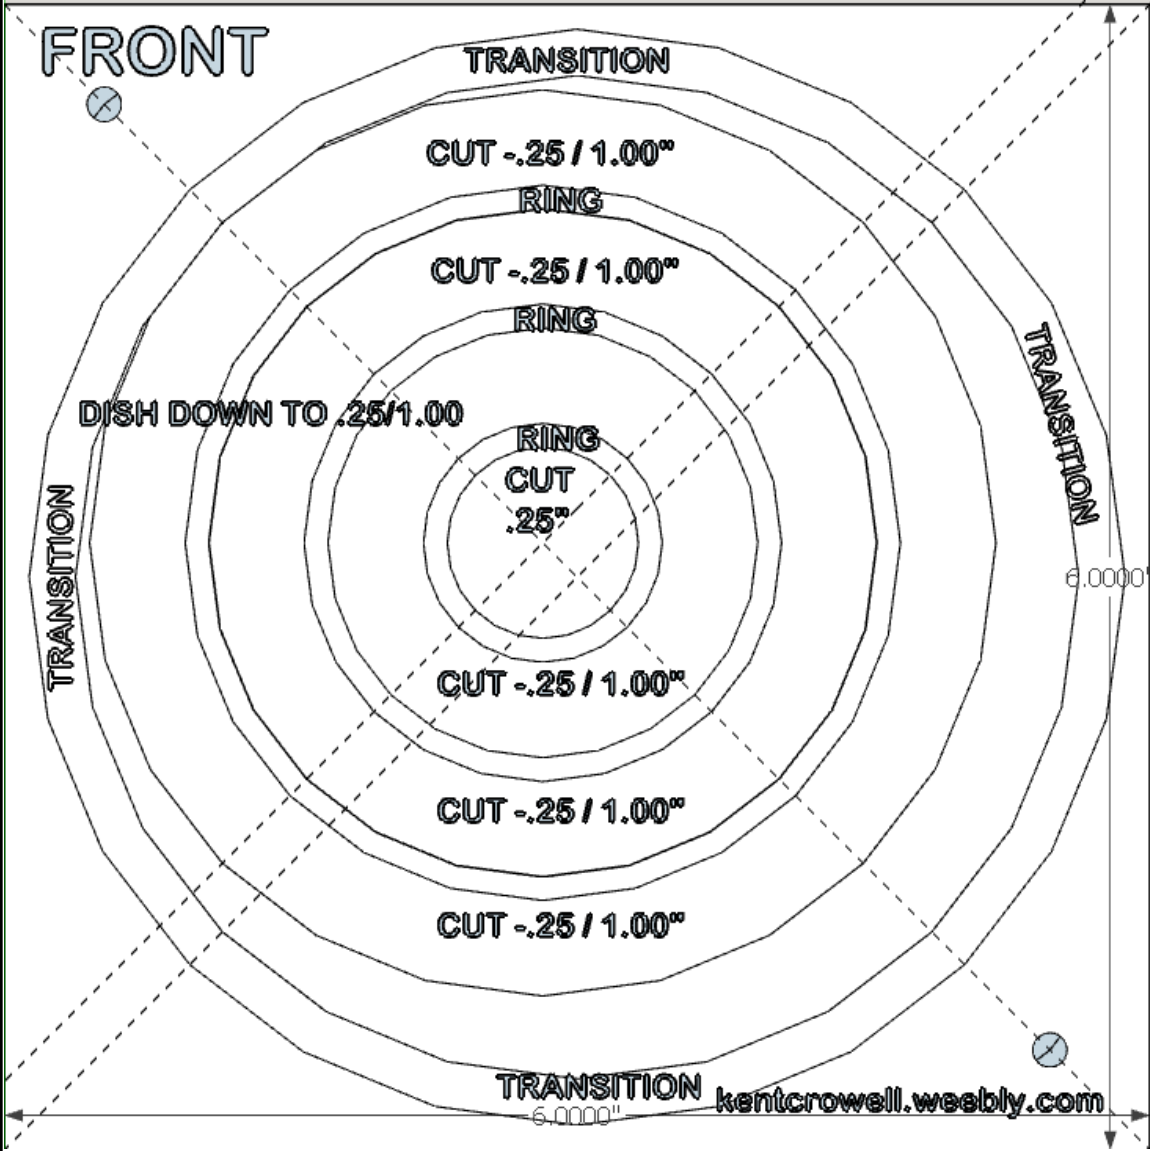 FRONT
TRANSITION
CUT -.25 / 1.00"
RING
CUT -.25 / 1.00"
RING
TRANSITION
DISH DOWN TO .25/1.00
RING
CUT
.25"
TRANSITION
6.0000"
CUT -.25 / 1.00"
CUT -.25 / 1.00"
CUT -.25 / 1.00"
TRANSITION
kentcrowell.weebly.com
6.0000"